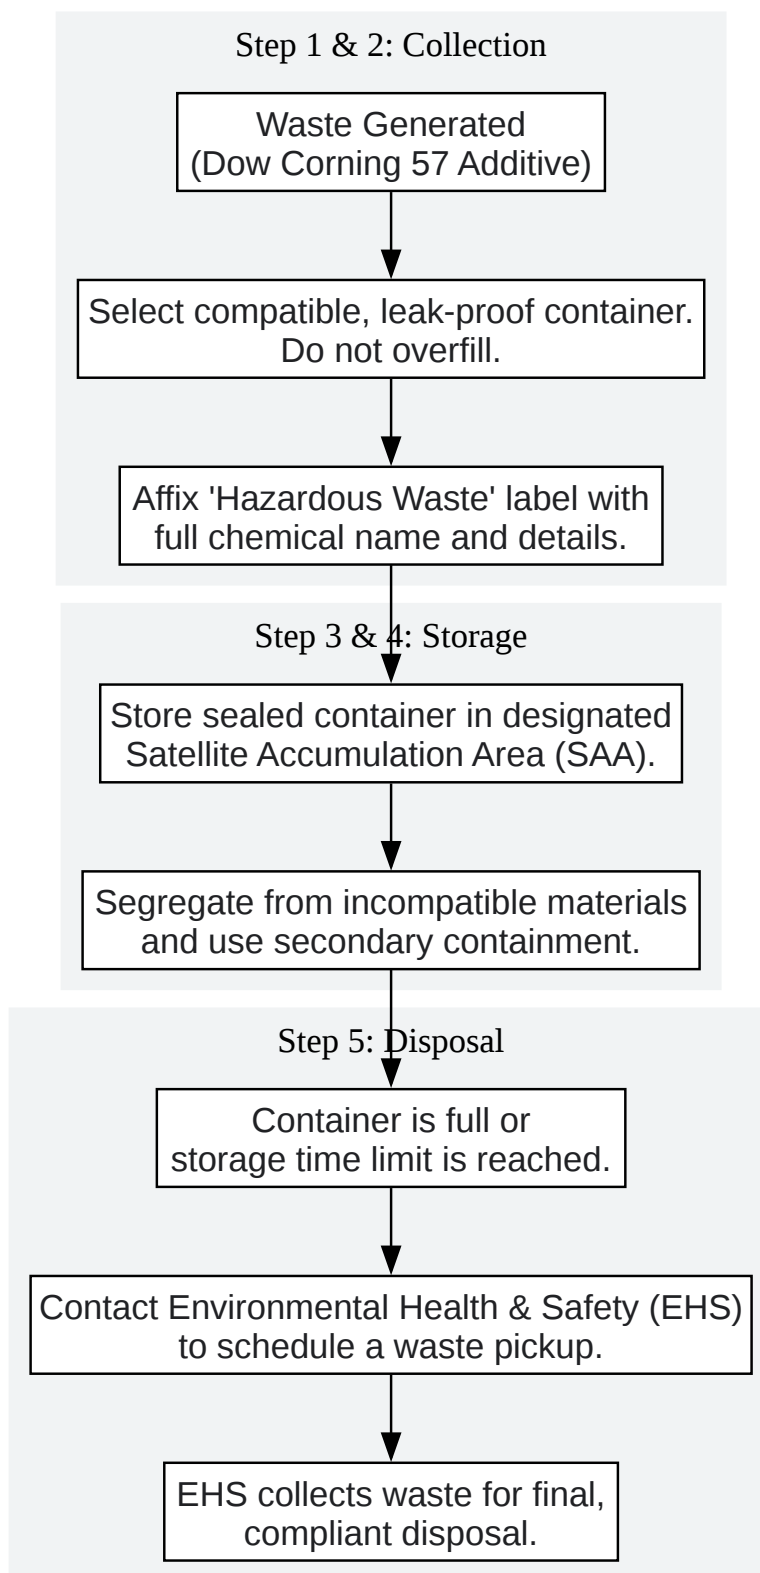 Step 1 & 2: Collection
Waste Generated
(Dow Corning 57 Additive)
Select compatible, leak-proof container.
Do not overfill.
Affix 'Hazardous Waste' label with
full chemical name and details.
Step 3 & 4: Storage
Store sealed container in designated
Satellite Accumulation Area (SAA).
Segregate from incompatible materials
and use secondary containment.
Step 5: Disposal
Container is full or
storage time limit is reached.
Contact Environmental Health & Safety (EHS)
to schedule a waste pickup.
EHS collects waste for final,
compliant disposal.